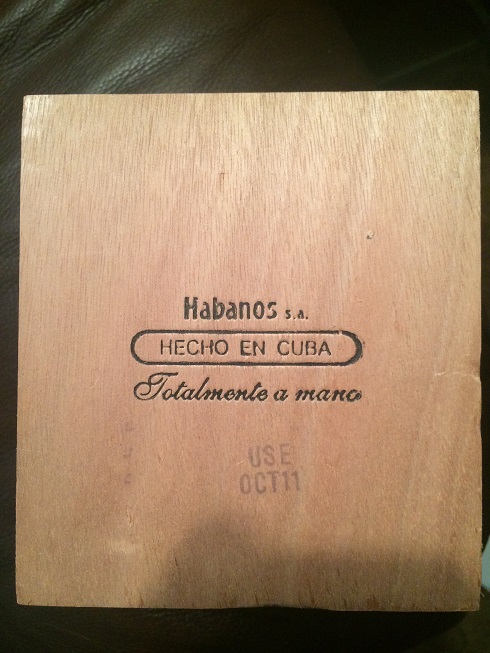 Habanos s.a.
HECHO EN CUBA
Totalmente a mano
USE
OCT11